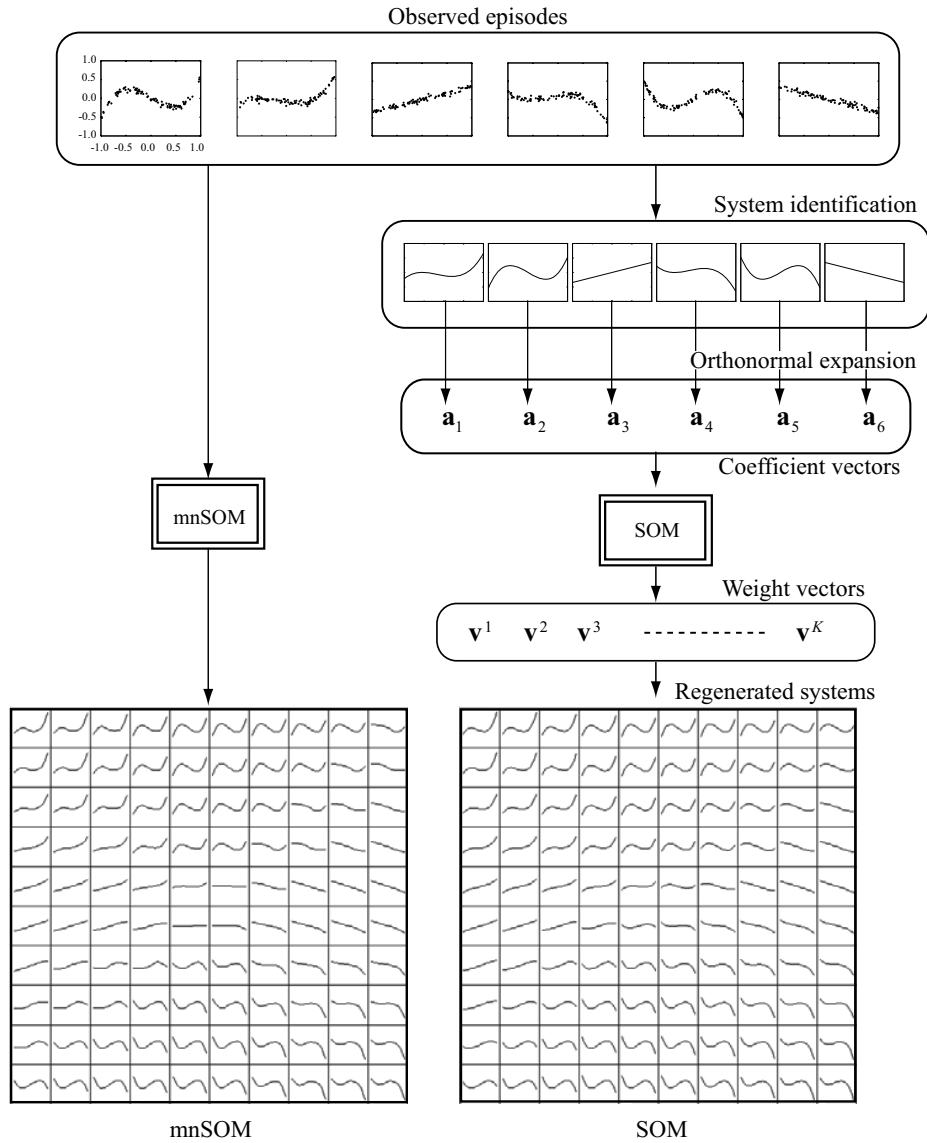 Observed episodes
1.0
0.5
0.0
-0.5
-1.0
-1.0 -0.5 0.0 0.5 1.0
System identification
Orthonormal expansion
a1 a2 a3 a4 a5 a6
Coefficient vectors
mnSOM
SOM
Weight vectors
v1 v2 v3 vK
Regenerated systems
mnSOM
SOM